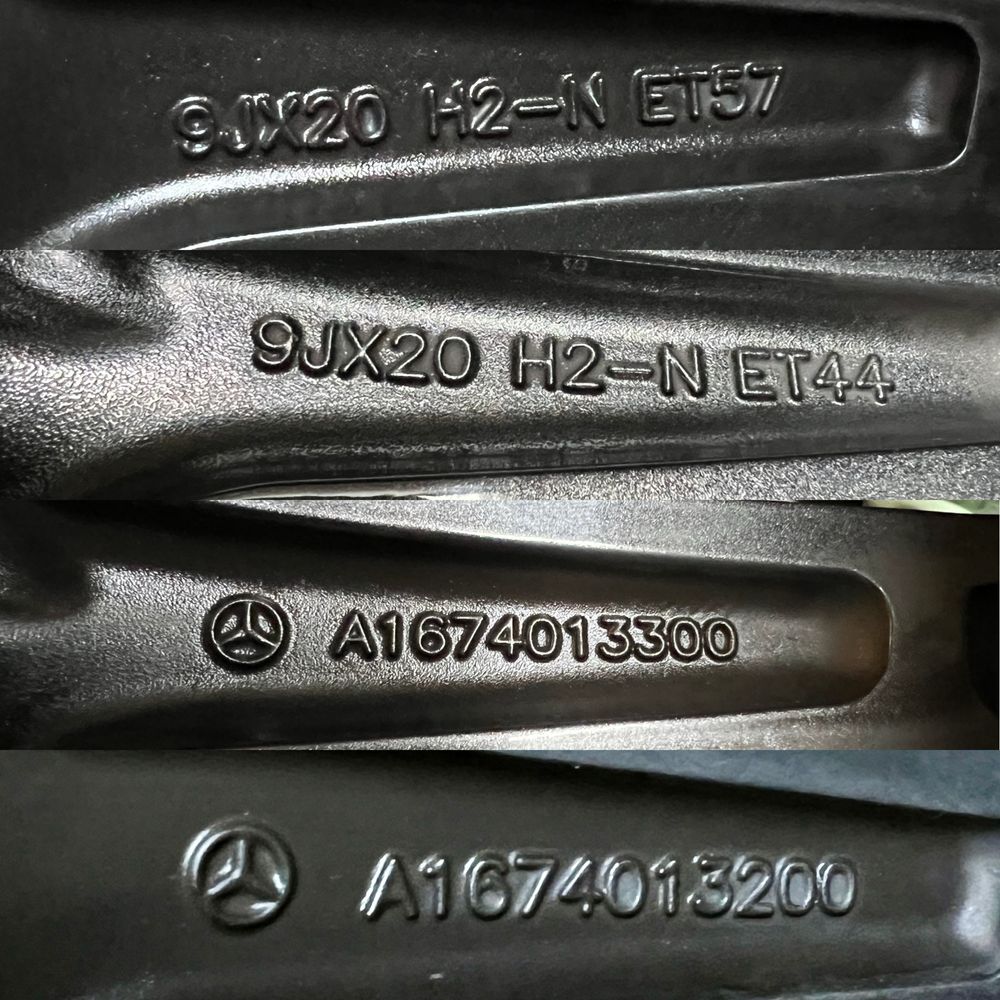 9JX20 H2-N ET57
9JX20 H2-N ET44
A1674013300
A1674013200